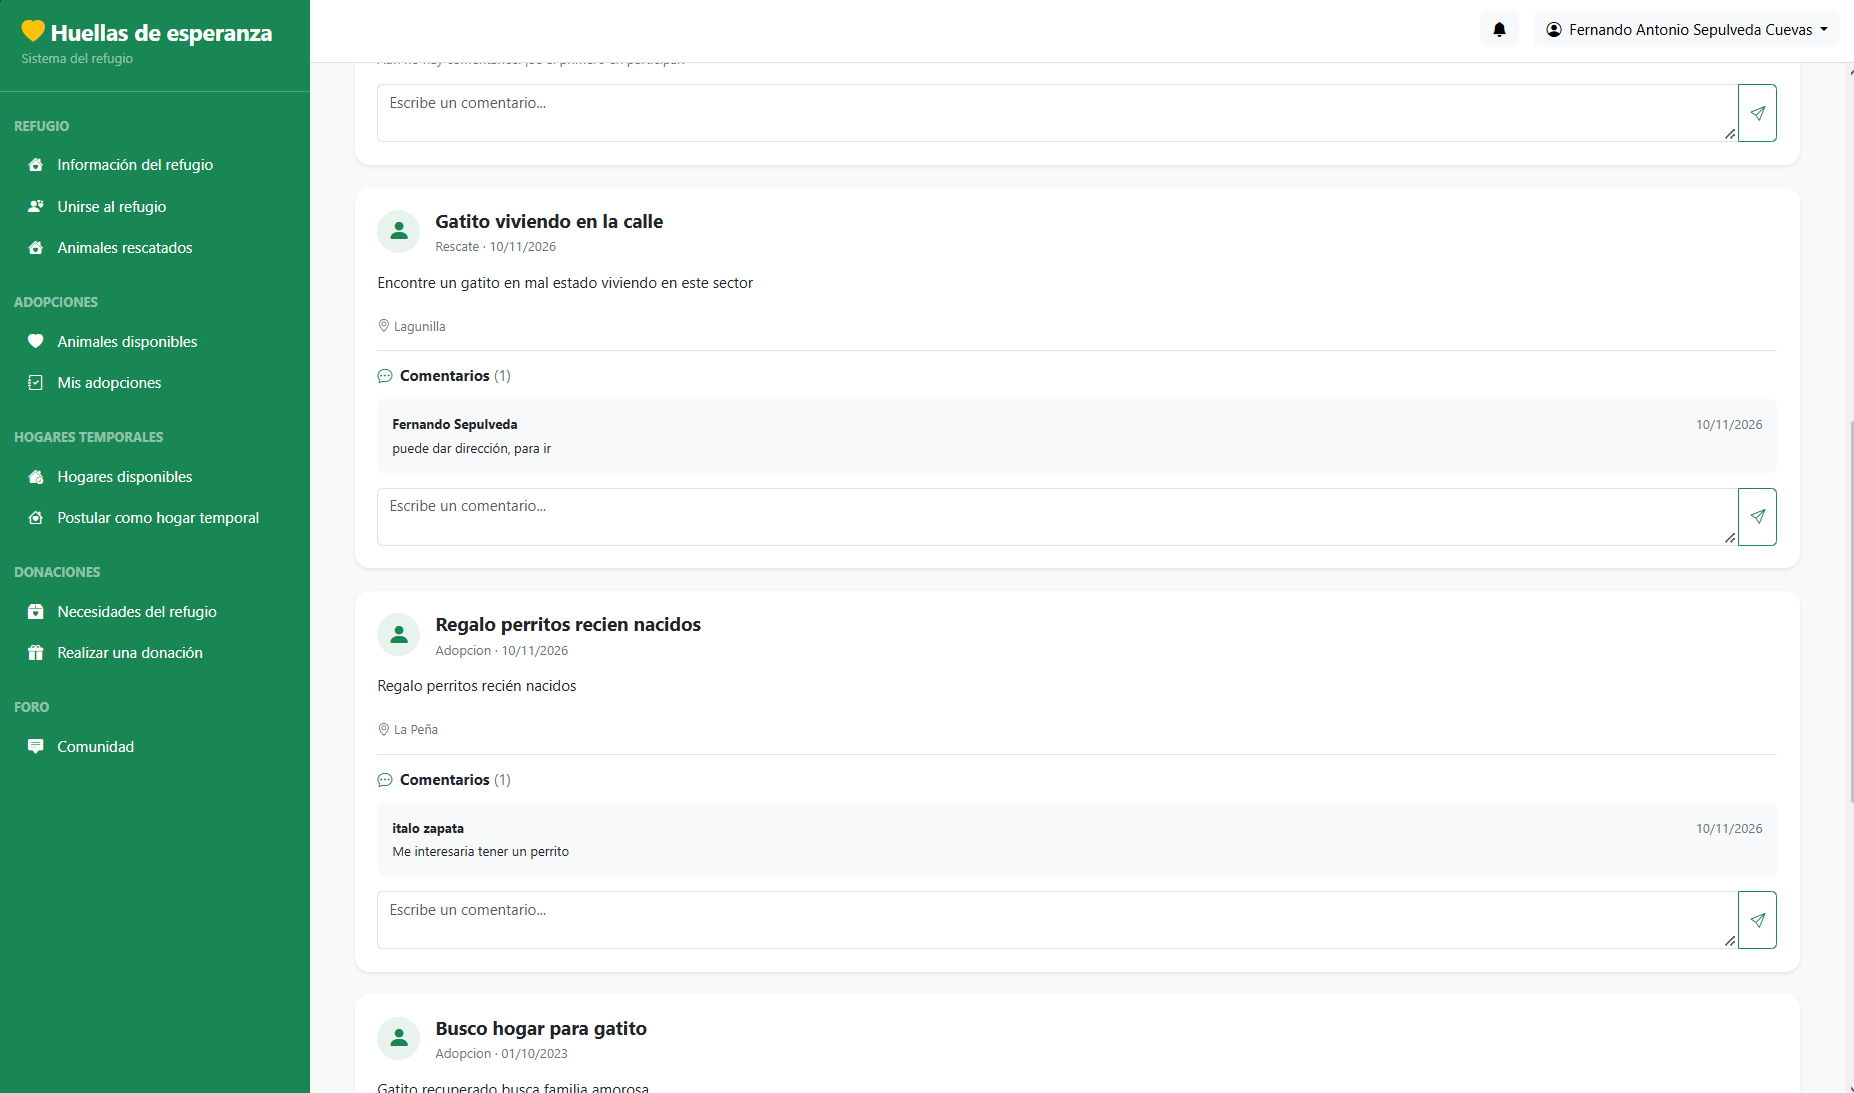 Huellas de esperanza
Sistema del refugio
REFUGIO
Información del refugio
Unirse al refugio
Animales rescatados
ADOPCIONES
Animales disponibles
Mis adopciones
HOGARES TEMPORALES
Hogares disponibles
Postular como hogar temporal
DONACIONES
Necesidades del refugio
Realizar una donación
FORO
Comunidad
Fernando Antonio Sepulveda Cuevas
Escribe un comentario...
Gatito viviendo en la calle
Rescate · 10/11/2026
Encontre un gatito en mal estado viviendo en este sector
Lagunilla
Comentarios (1)
Fernando Sepulveda 10/11/2026
puede dar dirección, para ir
Escribe un comentario...
Regalo perritos recien nacidos
Adopcion · 10/11/2026
Regalo perritos recién nacidos
La Peña
Comentarios (1)
italo zapata 10/11/2026
Me interesaria tener un perrito
Escribe un comentario...
Busco hogar para gatito
Adopcion · 01/10/2023
Gatito recuperado busca familia amorosa